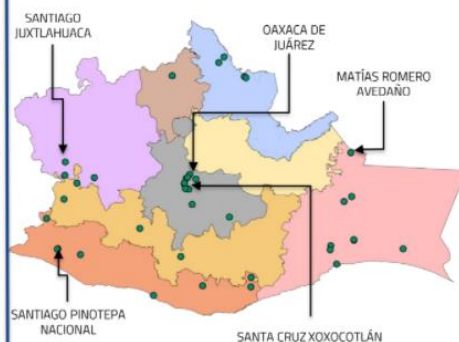 SANTIAGO
JUXTLAHUACA
OAXACA DE
JUÁREZ
MATÍAS ROMERO
AVEDAÑO
SANTIAGO PINOTEPA
NACIONAL
SANTA CRUZ XOXOCOTLÁN